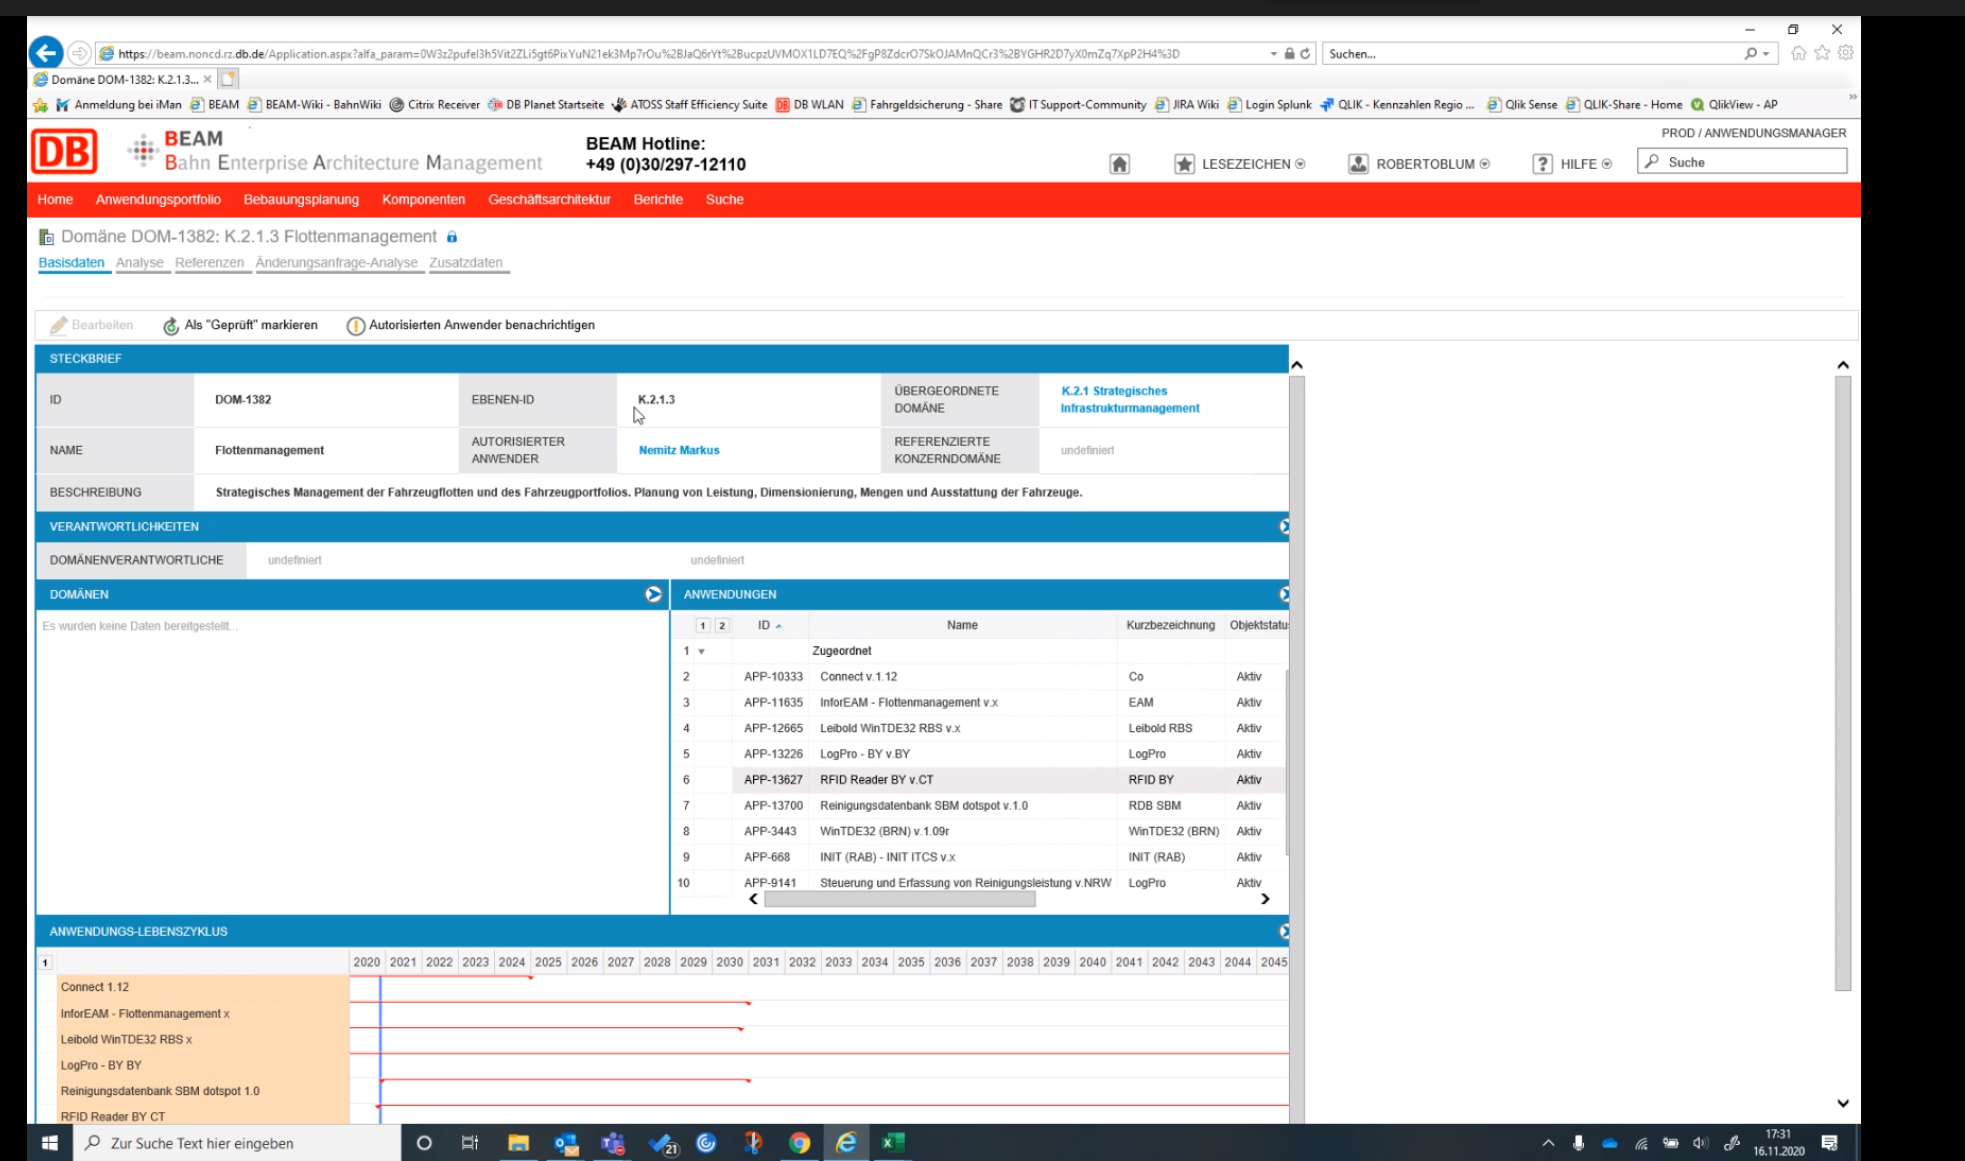 https://beam.noncd.rz.db.de/Application.aspx?alfa_param=0W3z2pufeI3h5Vit2ZLi5gt6PixYuN21ek3Mp7rOu%2BJaQ6rYt%2BucpzUVMOX1LD7EQ%2FgP8ZdcrO7SkOJAMnQCr3%2BYGHR2D7yX0mZq7XpP2H4%3D
Suchen...
Domäne DOM-1382: K.2.1.3...
Anmeldung bei iMan BEAM BEAM-Wiki - BahnWiki Citrix Receiver DB Planet Startseite ATOSS Staff Efficiency Suite DB WLAN Fahrgeldsicherung - Share IT Support-Community JIRA Wiki Login Splunk QLIK - Kennzahlen Regio ... Qlik Sense QLIK-Share - Home QlikView - AP
PROD / ANWENDUNGSMANAGER
DB
BEAM
Bahn Enterprise Architecture Management
BEAM Hotline:
+49 (0)30/297-12110
LESEZEICHEN
ROBERTOBLUM
HILFE
Suche
Home Anwendungsportfolio Bebauungsplanung Komponenten Geschäftsarchitektur Berichte Suche
Domäne DOM-1382: K.2.1.3 Flottenmanagement
Basisdaten Analyse Referenzen Änderungsanfrage-Analyse Zusatzdaten
Bearbeiten Als "Geprüft" markieren Autorisierten Anwender benachrichtigen
STECKBRIEF
ID DOM-1382 EBENEN-ID K.2.1.3 ÜBERGEORDNETE DOMÄNE K.2.1 Strategisches Infrastrukturmanagement
NAME Flottenmanagement AUTORISIERTER ANWENDER Nemitz Markus REFERENZIERTE KONZERNDOMÄNE undefiniert
BESCHREIBUNG Strategisches Management der Fahrzeugflotten und des Fahrzeugportfolios. Planung von Leistung, Dimensionierung, Mengen und Ausstattung der Fahrzeuge.
VERANTWORTLICHKEITEN
DOMÄNENVERANTWORTLICHE undefiniert undefiniert
DOMÄNEN
Es wurden keine Daten bereitgestellt...
ANWENDUNGEN
1 2 ID Name Kurzbezeichnung Objektstatu
1 Zugeordnet
2 APP-10333 Connect v.1.12 Co Aktiv
3 APP-11635 InforEAM - Flottenmanagement v.x EAM Aktiv
4 APP-12665 Leibold WinTDE32 RBS v.x Leibold RBS Aktiv
5 APP-13226 LogPro - BY v.BY LogPro Aktiv
6 APP-13627 RFID Reader BY v.CT RFID BY Aktiv
7 APP-13700 Reinigungsdatenbank SBM dotspot v.1.0 RDB SBM Aktiv
8 APP-3443 WinTDE32 (BRN) v.1.09r WinTDE32 (BRN) Aktiv
9 APP-668 INIT (RAB) - INIT ITCS v.x INIT (RAB) Aktiv
10 APP-9141 Steuerung und Erfassung von Reinigungsleistung v.NRW LogPro Aktiv
ANWENDUNGS-LEBENSZYKLUS
1 2020 2021 2022 2023 2024 2025 2026 2027 2028 2029 2030 2031 2032 2033 2034 2035 2036 2037 2038 2039 2040 2041 2042 2043 2044 2045
Connect 1.12
InforEAM - Flottenmanagement x
Leibold WinTDE32 RBS x
LogPro - BY BY
Reinigungsdatenbank SBM dotspot 1.0
RFID Reader BY CT
Zur Suche Text hier eingeben
21
17:31
16.11.2020